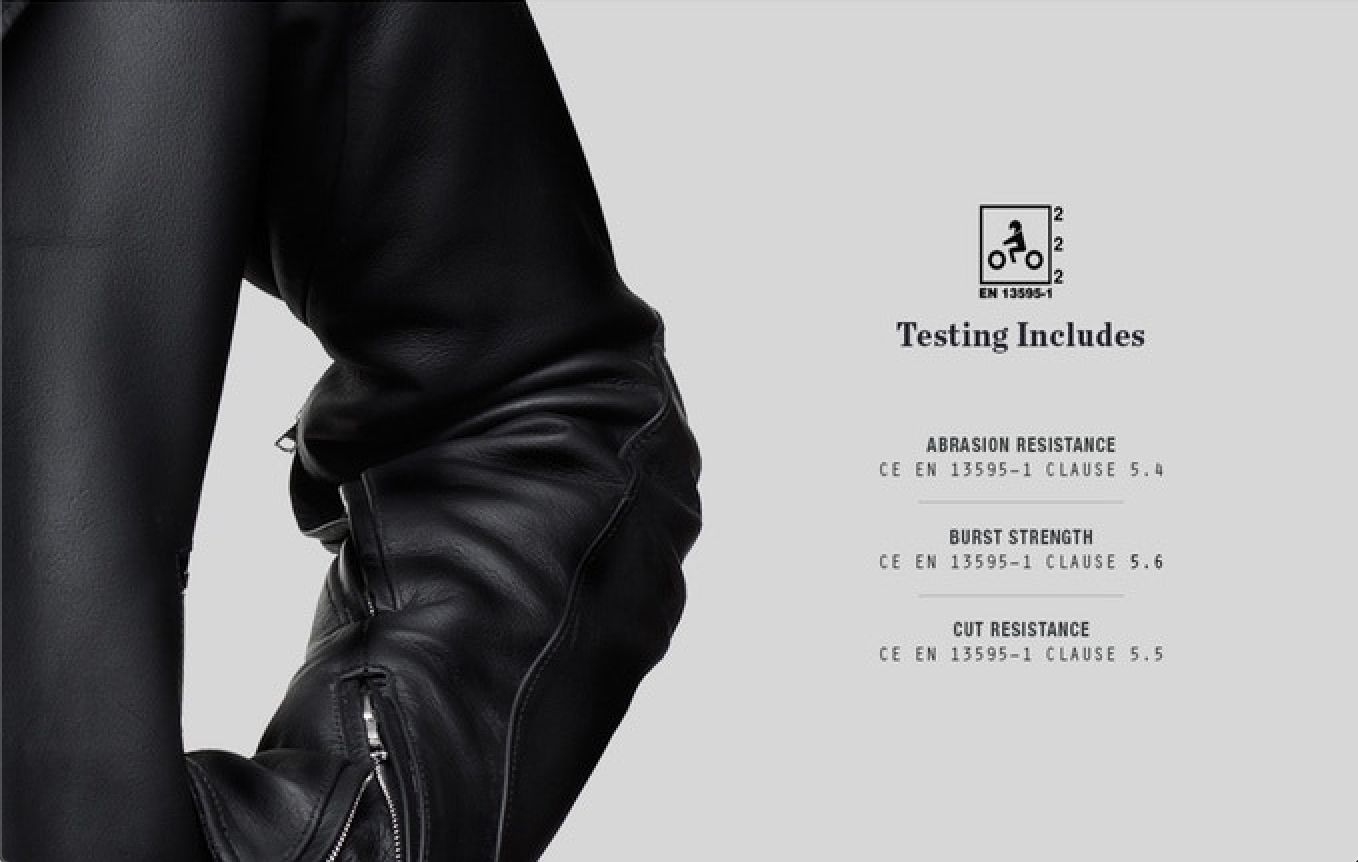 2
2
2
EN 13595-1
Testing Includes
ABRASION RESISTANCE
CE EN 13595-1 CLAUSE 5.4
BURST STRENGTH
CE EN 13595-1 CLAUSE 5.6
CUT RESISTANCE
CE EN 13595-1 CLAUSE 5.5